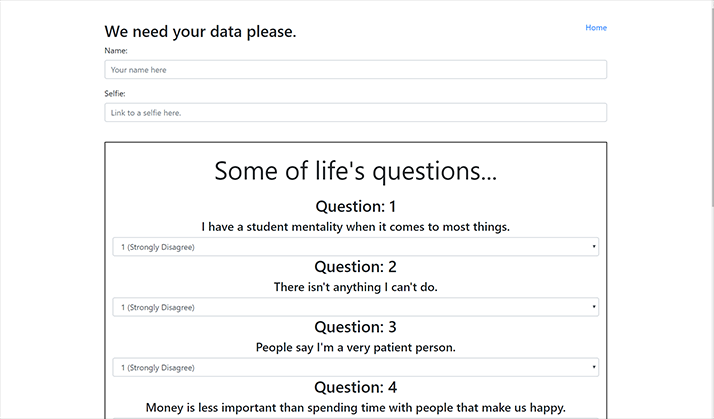 We need your data please.
Home
Name:
Your name here
Selfie:
Link to a selfie here.
Some of life's questions...
Question: 1
I have a student mentality when it comes to most things.
1 (Strongly Disagree)
Question: 2
There isn't anything I can't do.
1 (Strongly Disagree)
Question: 3
People say I'm a very patient person.
1 (Strongly Disagree)
Question: 4
Money is less important than spending time with people that make us happy.